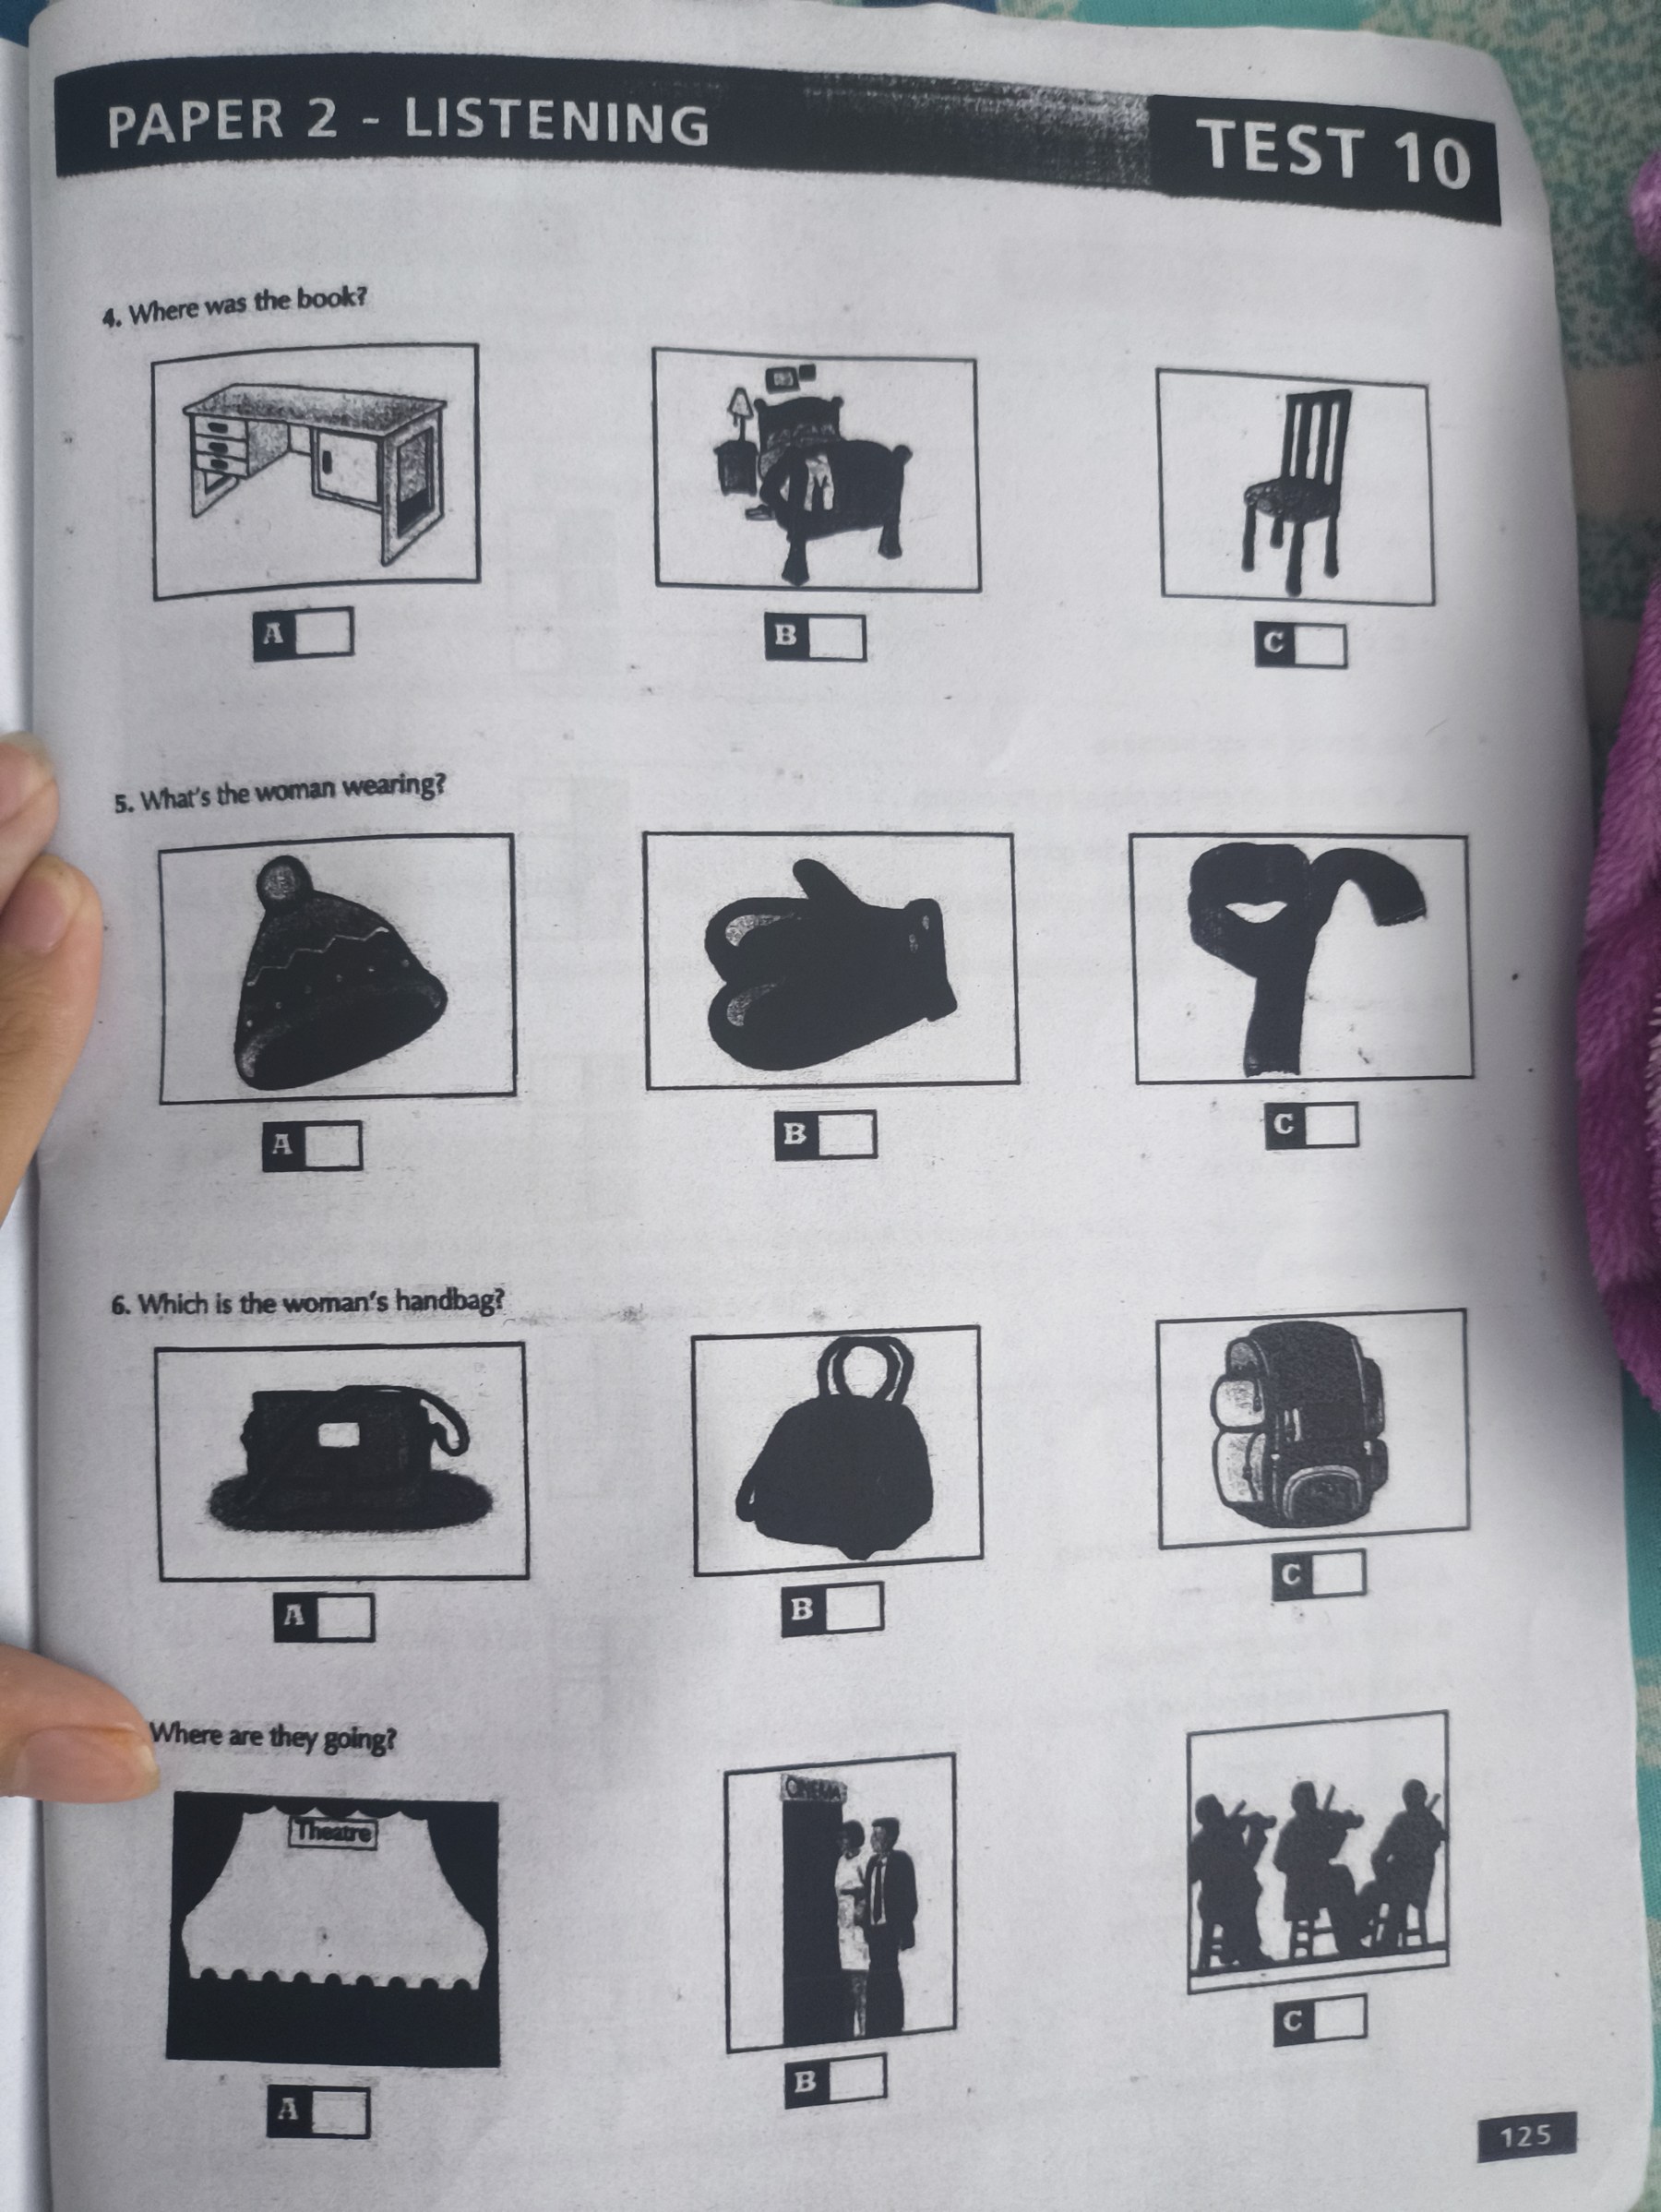 PAPER 2 - LISTENING
TEST 10
4. Where was the book?
A
B
C
5. What's the woman wearing?
A
B
C
6. Which is the woman's handbag?
A
B
C
Where are they going?
Theatre
CINEMA
A
B
C
125